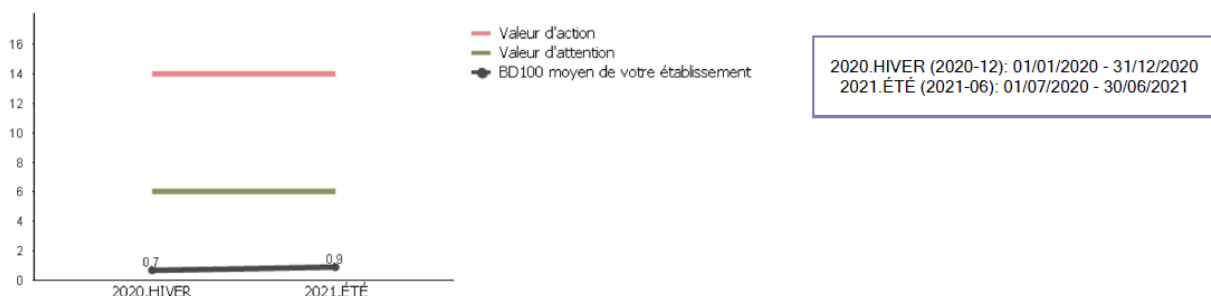 16
14
12
10
8
6
4
2
0
0,7
0,9
2020.HIVER
2021.ÉTÉ
Valeur d'action
Valeur d'attention
BD100 moyen de votre établissement
2020.HIVER (2020-12): 01/01/2020 - 31/12/2020
2021.ÉTÉ (2021-06): 01/07/2020 - 30/06/2021